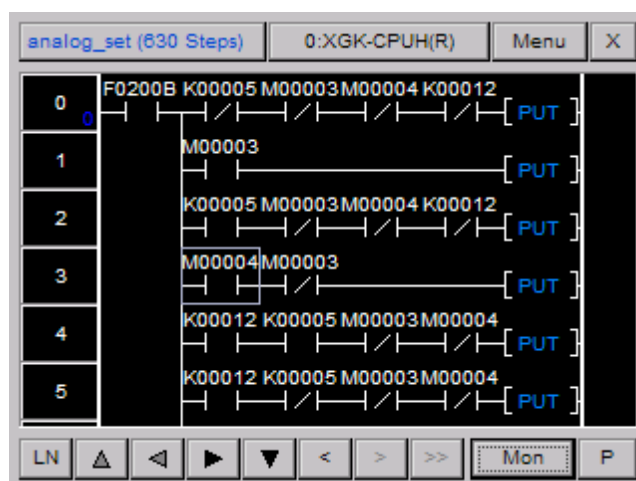 analog_set (630 Steps) 0:XGK-CPUH(R) Menu X
F0200B K00005 M00003 M00004 K00012
0 0 [ PUT ]
M00003
1 [ PUT ]
K00005 M00003 M00004 K00012
2 [ PUT ]
M00004 M00003
3 [ PUT ]
K00012 K00005 M00003 M00004
4 [ PUT ]
K00012 K00005 M00003 M00004
5 [ PUT ]
LN < > >> Mon P